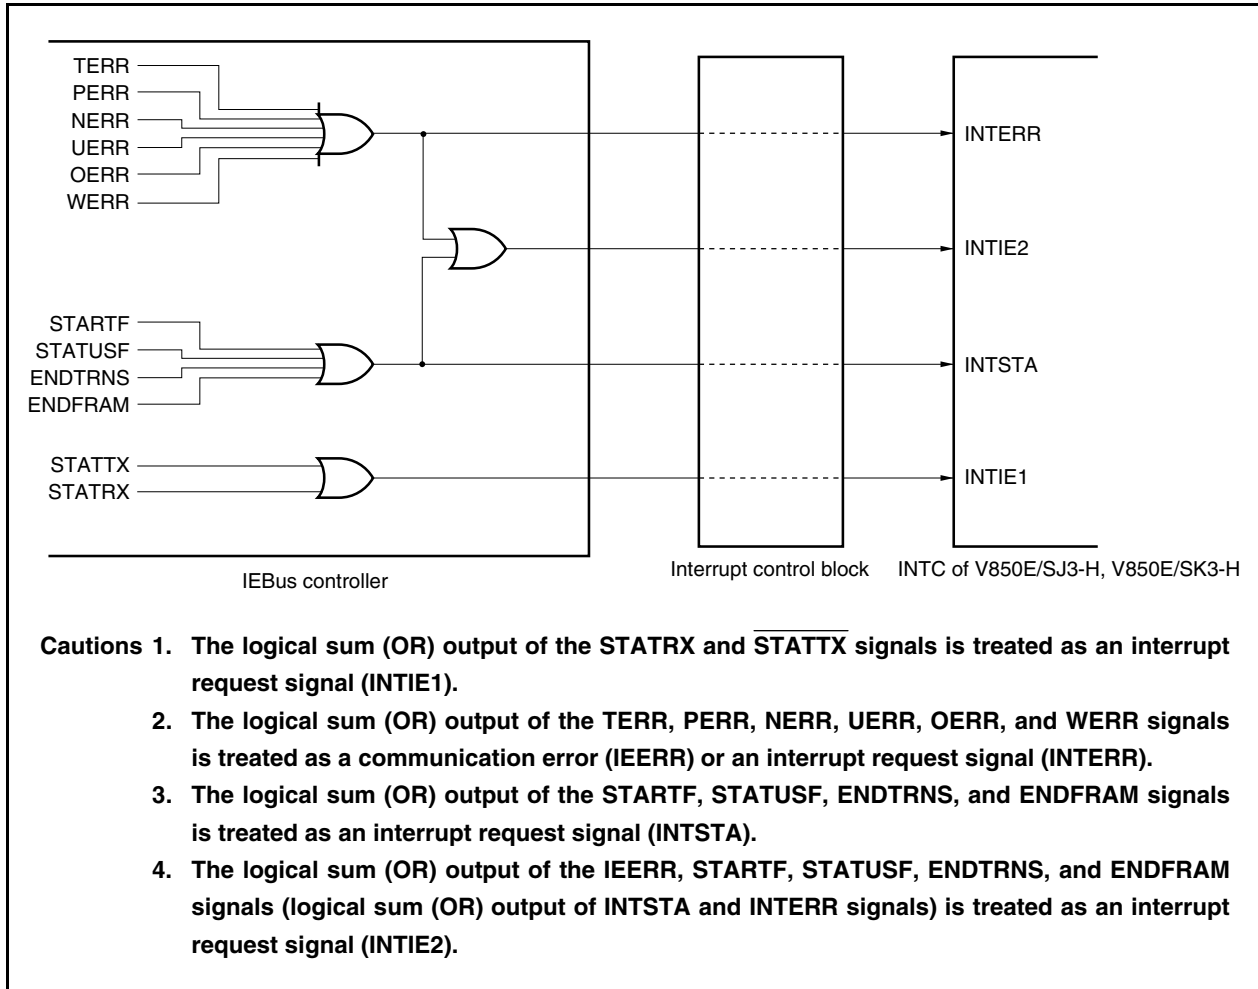 TERR
PERR
NERR
UERR
OERR
WERR
INTERR
INTIE2
STARTF
STATUSF
ENDTRNS
ENDFRAM
INTSTA
STATTX
STATRX
INTIE1
IEBus controller
Interrupt control block
INTC of V850E/SJ3-H, V850E/SK3-H
Cautions 1. The logical sum (OR) output of the STATRX and S̅T̅A̅T̅T̅X̅ signals is treated as an interrupt
request signal (INTIE1).
2. The logical sum (OR) output of the TERR, PERR, NERR, UERR, OERR, and WERR signals
is treated as a communication error (IEERR) or an interrupt request signal (INTERR).
3. The logical sum (OR) output of the STARTF, STATUSF, ENDTRNS, and ENDFRAM signals
is treated as an interrupt request signal (INTSTA).
4. The logical sum (OR) output of the IEERR, STARTF, STATUSF, ENDTRNS, and ENDFRAM
signals (logical sum (OR) output of INTSTA and INTERR signals) is treated as an interrupt
request signal (INTIE2).